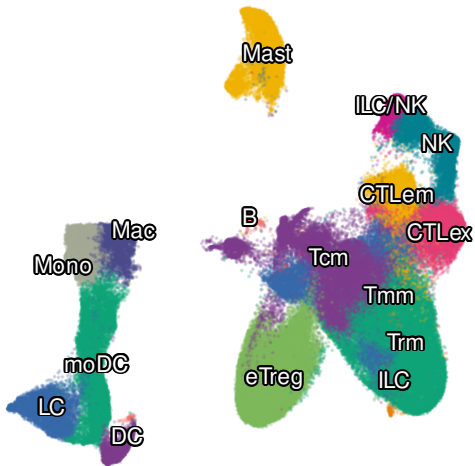 Mast
ILC/NK
NK
CTLem
B
CTLex
Mac
Tcm
Mono
Tmm
Trm
moDC
eTreg
ILC
LC
DC